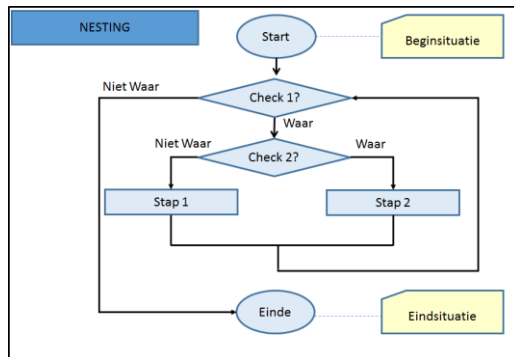 NESTING
Start
Beginsituatie
Niet Waar
Check 1?
Waar
Niet Waar
Check 2?
Waar
Stap 1
Stap 2
Einde
Eindsituatie